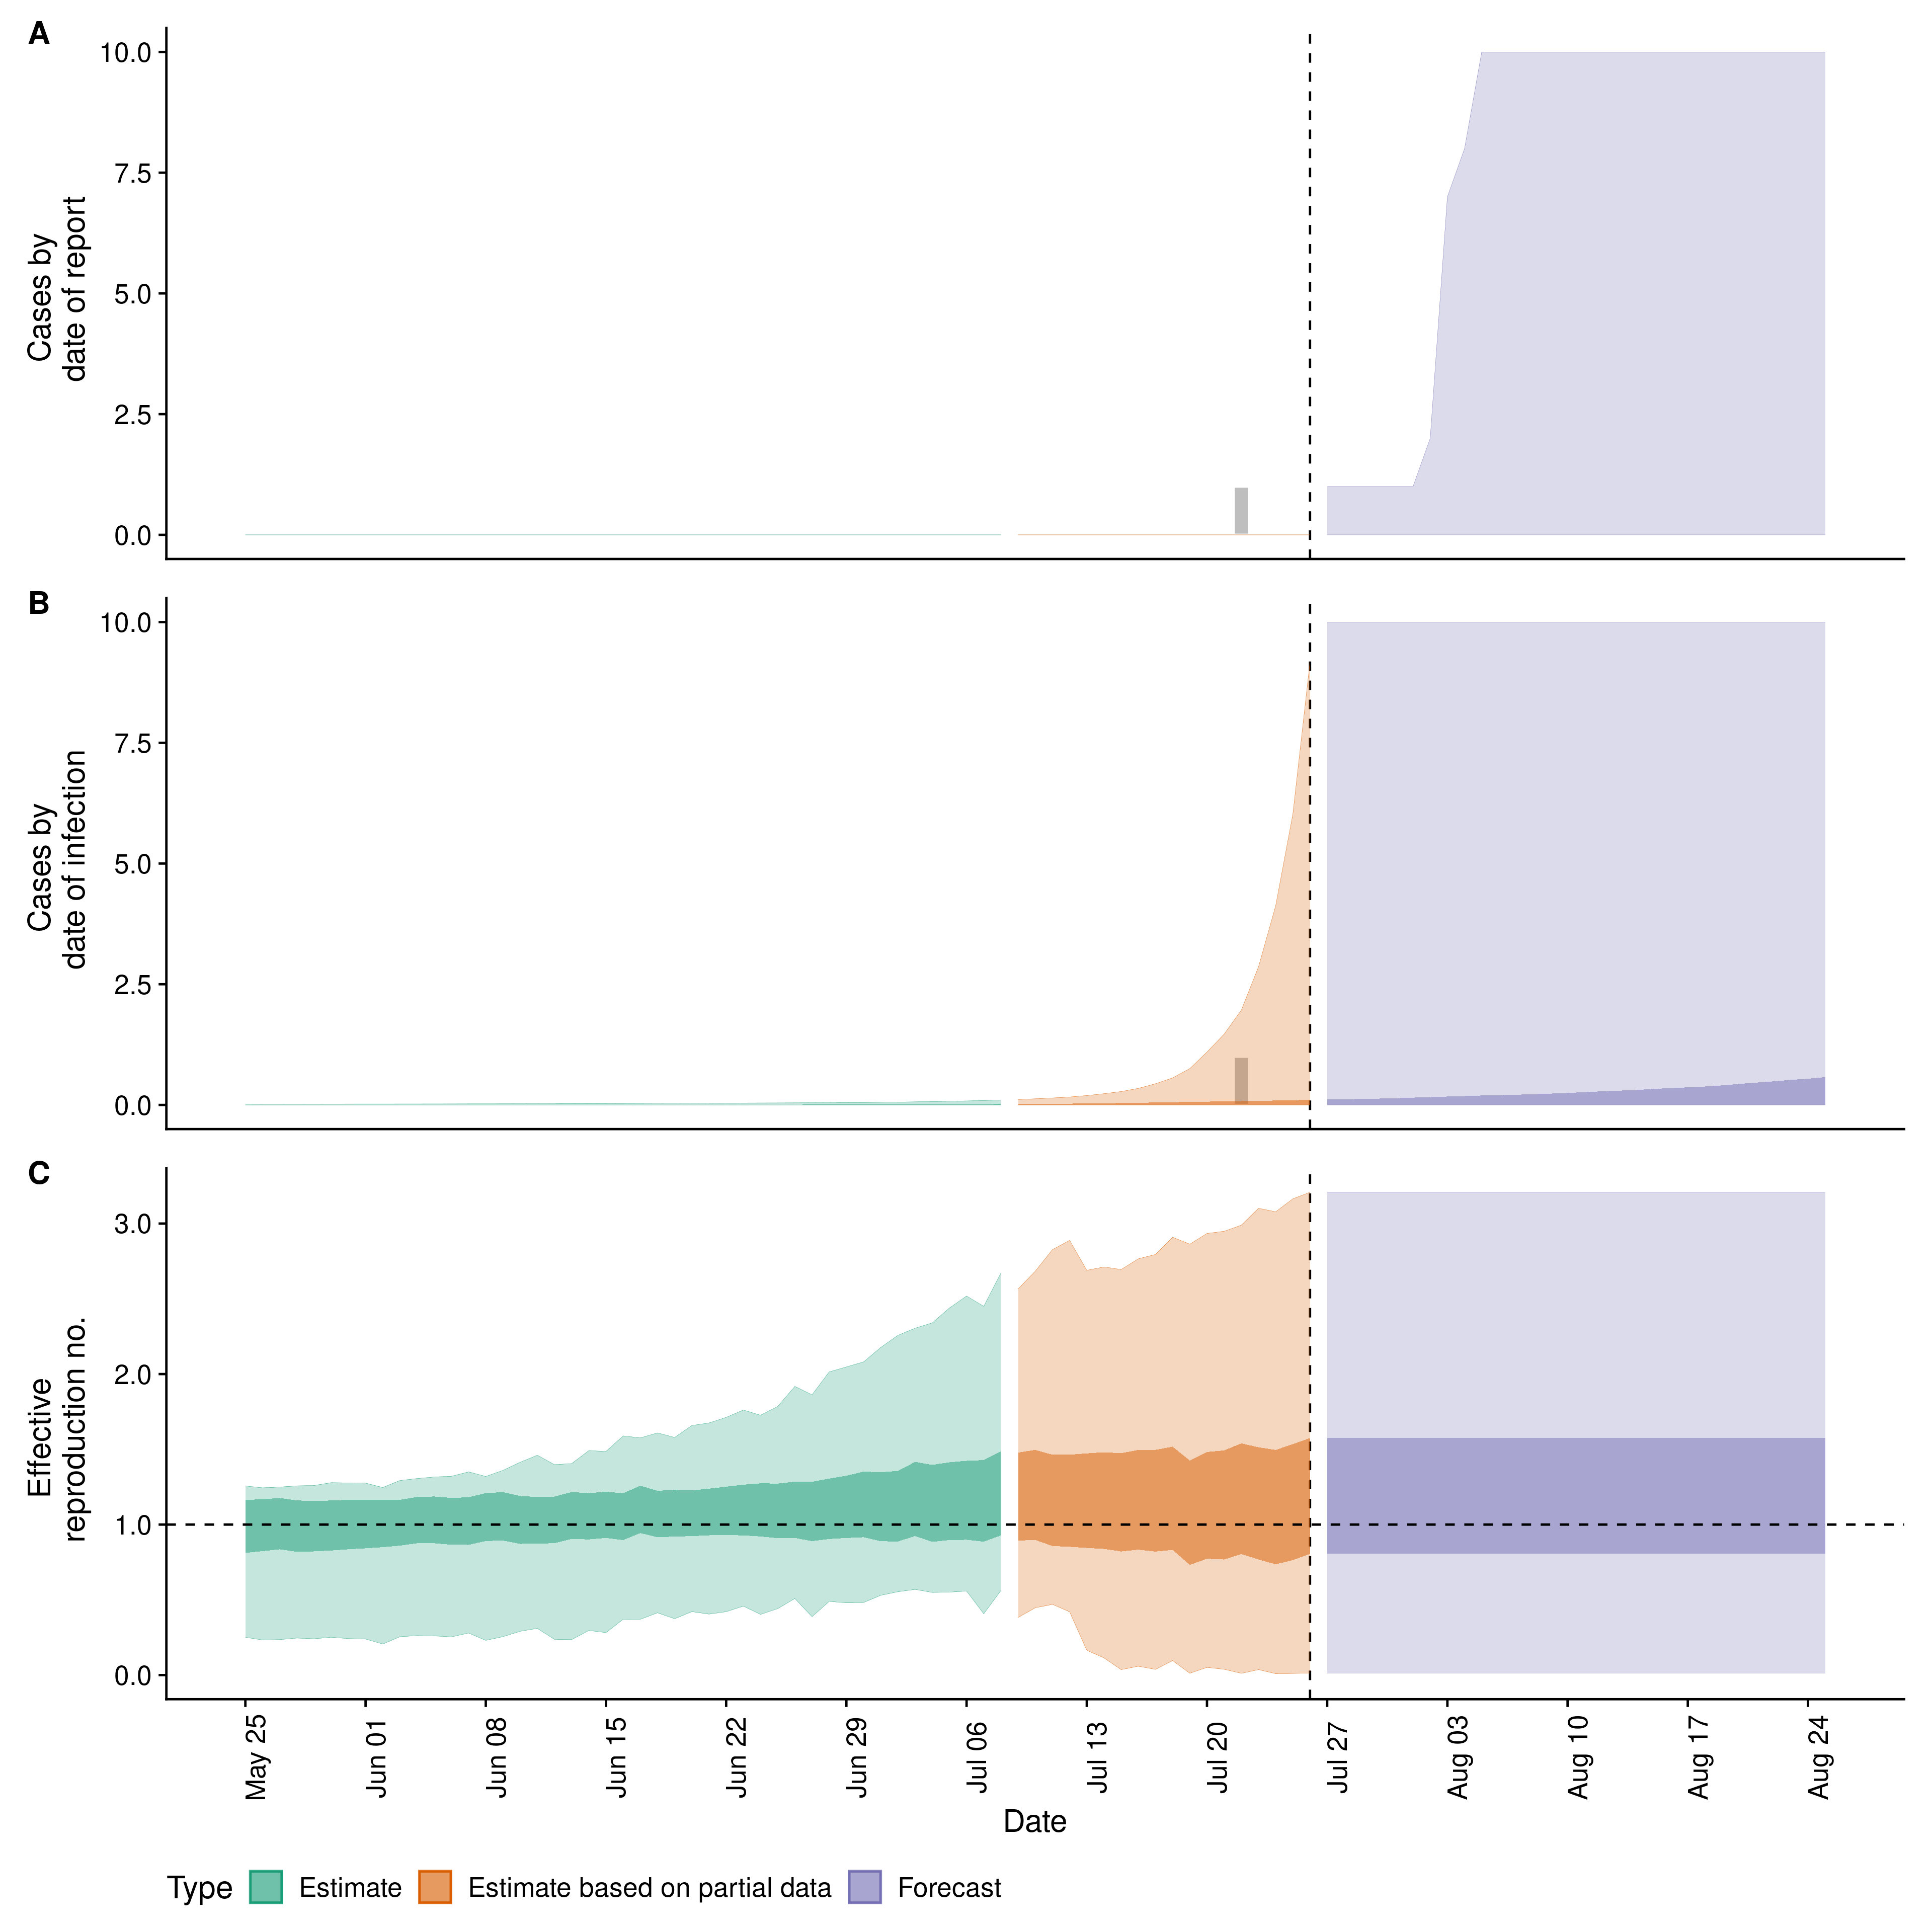 A
10.0
7.5
5.0
2.5
0.0
Cases by
date of report
B
10.0
7.5
5.0
2.5
0.0
Cases by
date of infection
C
3.0
2.0
1.0
0.0
Effective
reproduction no.
May 25
Jun 01
Jun 08
Jun 15
Jun 22
Jun 29
Jul 06
Jul 13
Jul 20
Jul 27
Aug 03
Aug 10
Aug 17
Aug 24
Date
Type Estimate Estimate based on partial data Forecast